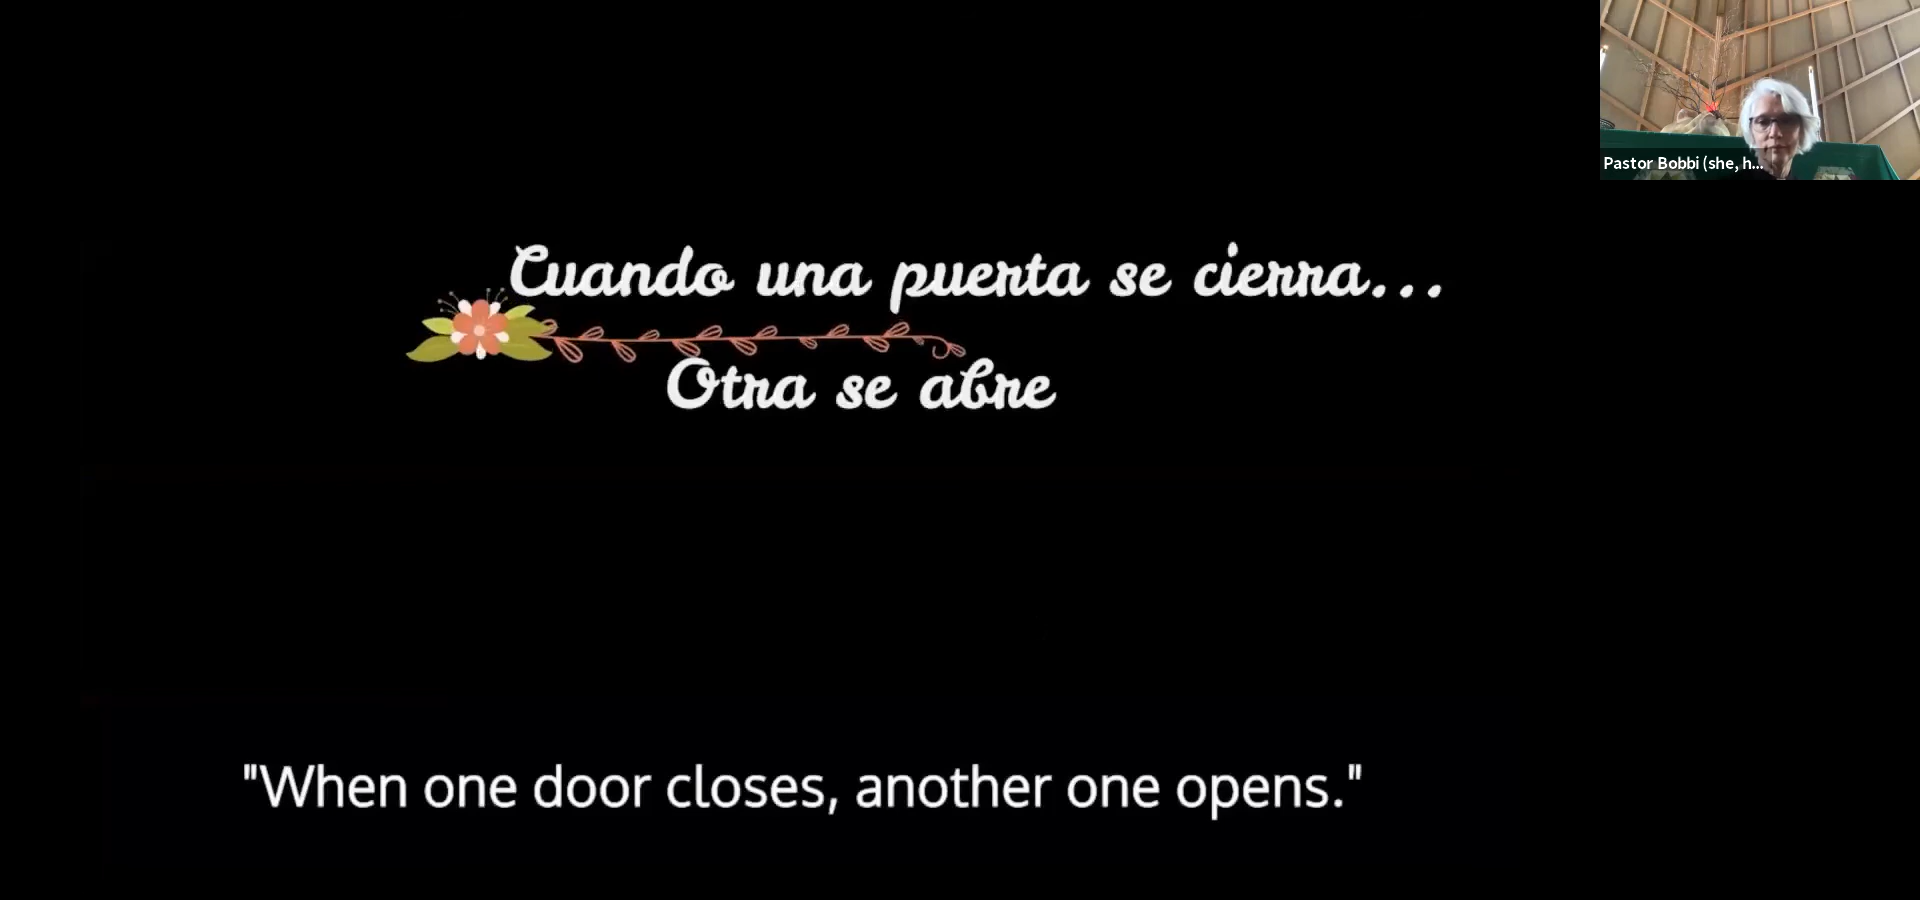 Pastor Bobbi (she, h...
Cuando una puerta se cierra...
Otra se abre
"When one door closes, another one opens."